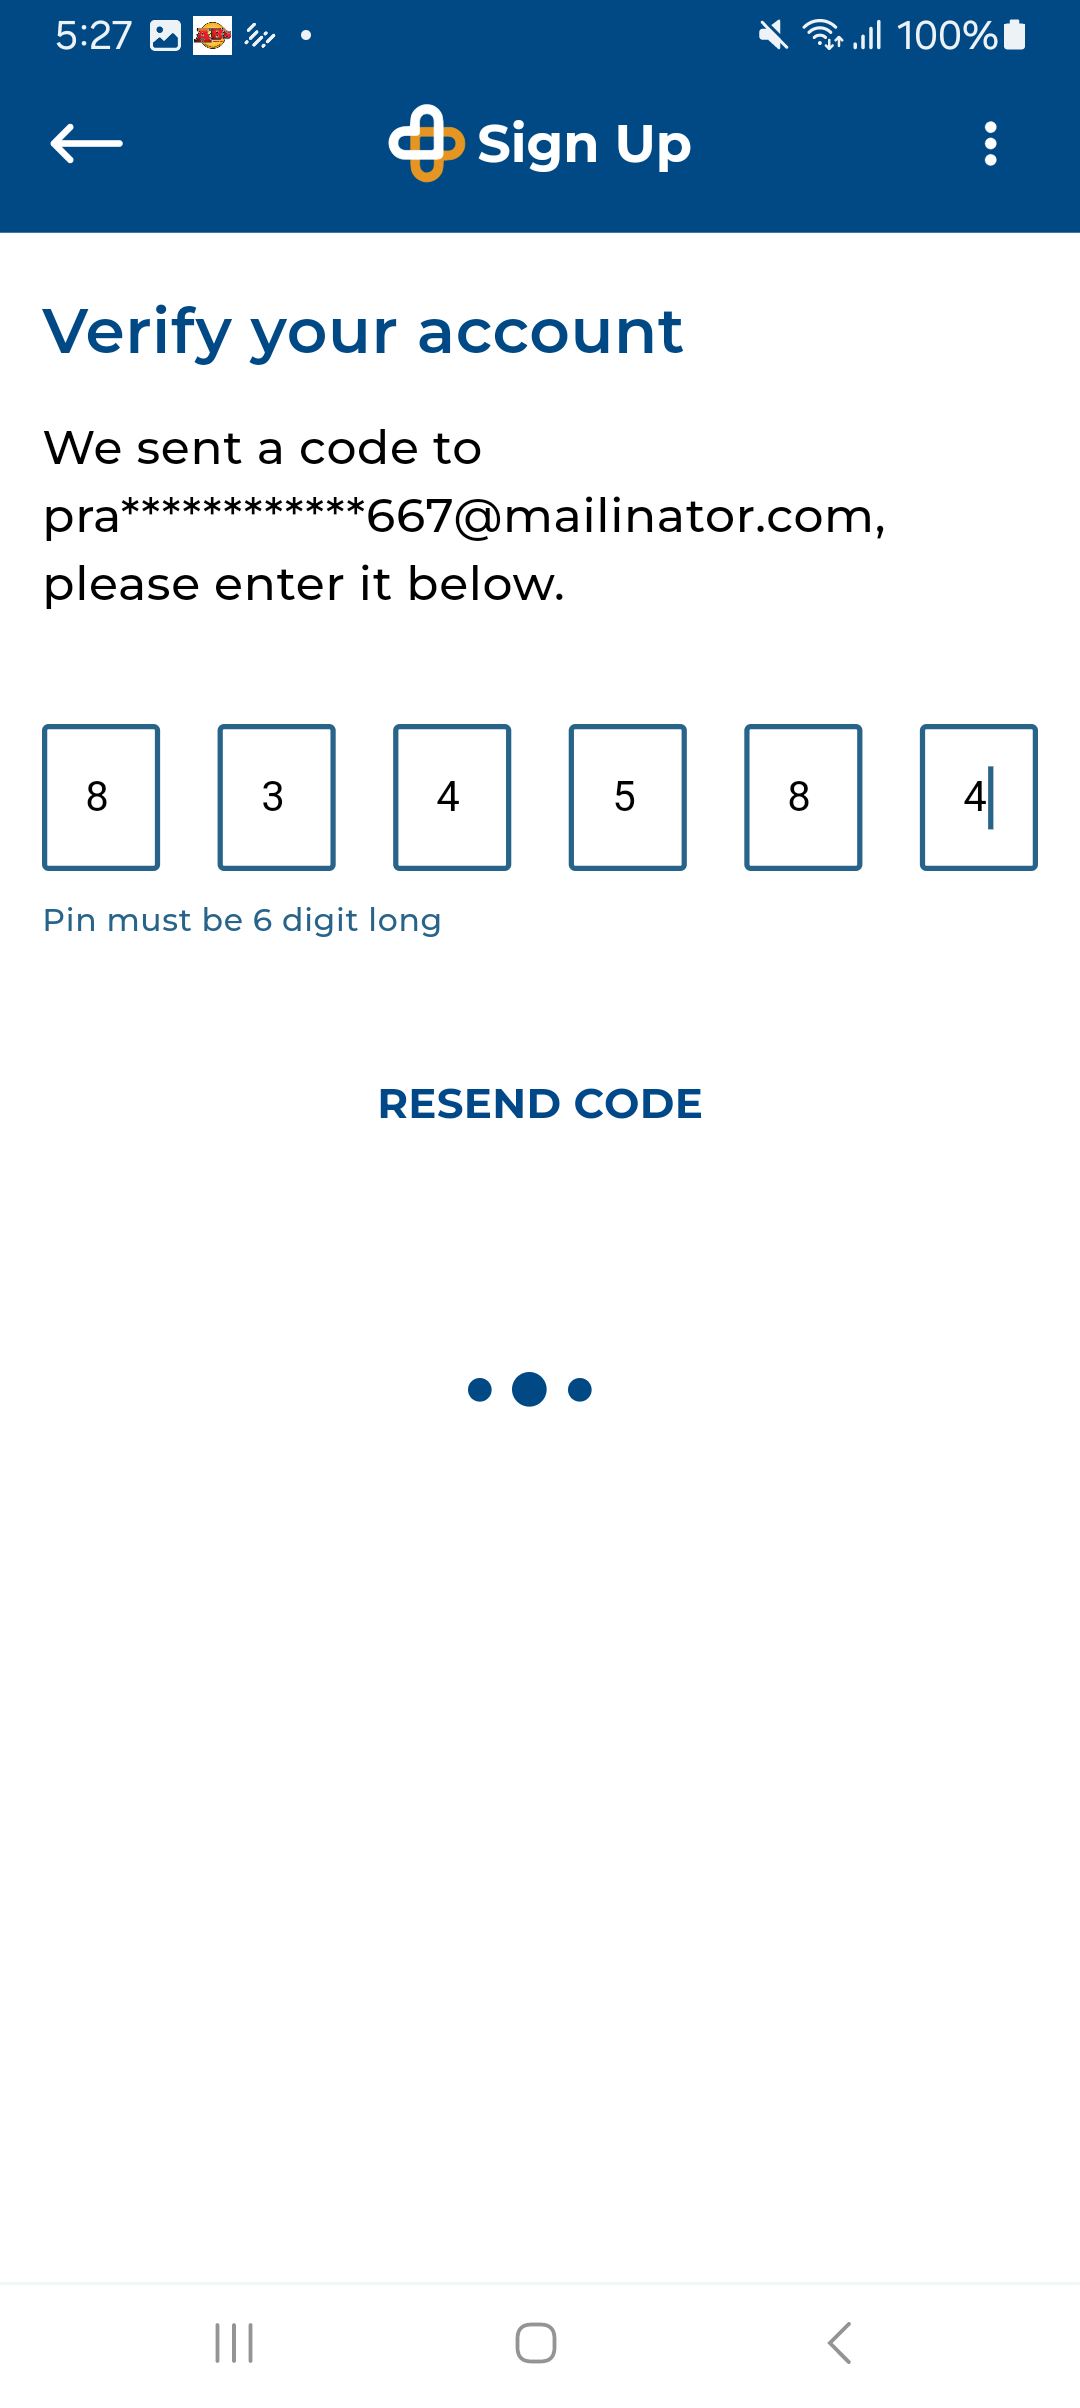 5:27 100%
Sign Up
Verify your account
We sent a code to
pra************667@mailinator.com,
please enter it below.
8 3 4 5 8 4
Pin must be 6 digit long
RESEND CODE